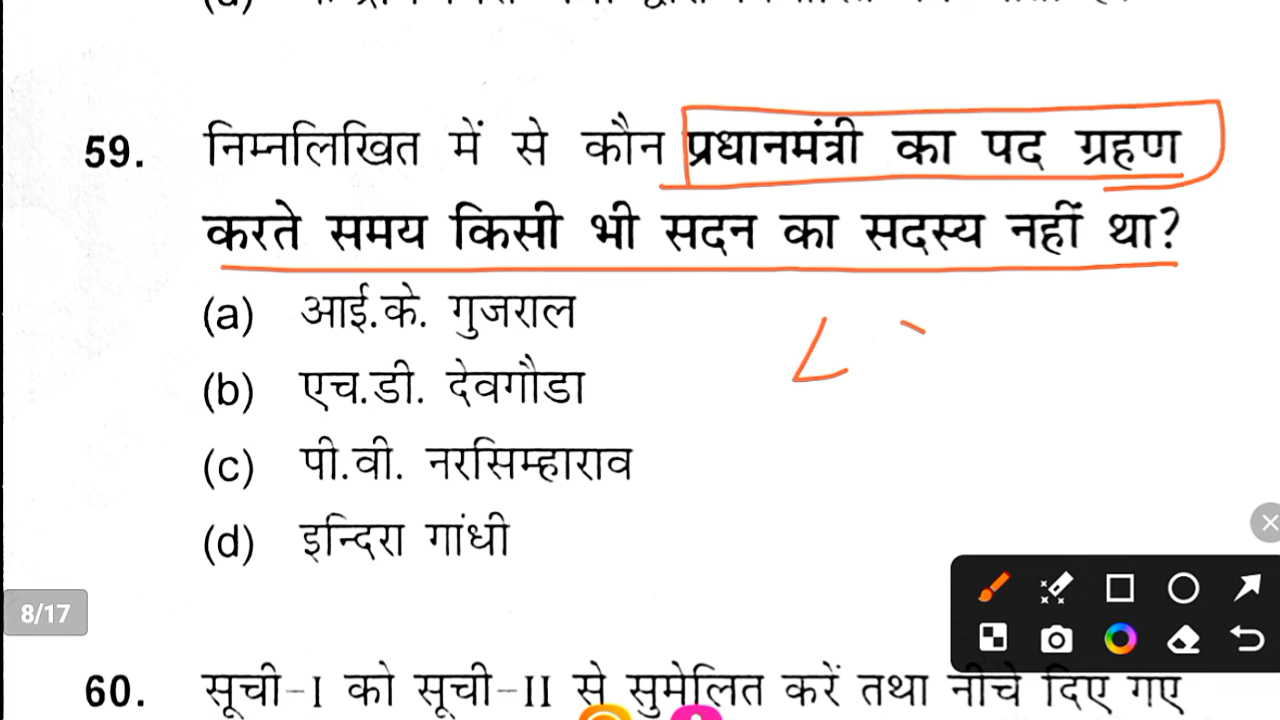 59. निम्नलिखित में से कौन प्रधानमंत्री का पद ग्रहण
करते समय किसी भी सदन का सदस्य नहीं था?
(a) आई.के. गुजराल
(b) एच.डी. देवगौडा
(c) पी.वी. नरसिम्हाराव
(d) इन्दिरा गांधी
8/17
60. सूची-I को सूची-II से सुमेलित करें तथा नीचे दिए गए